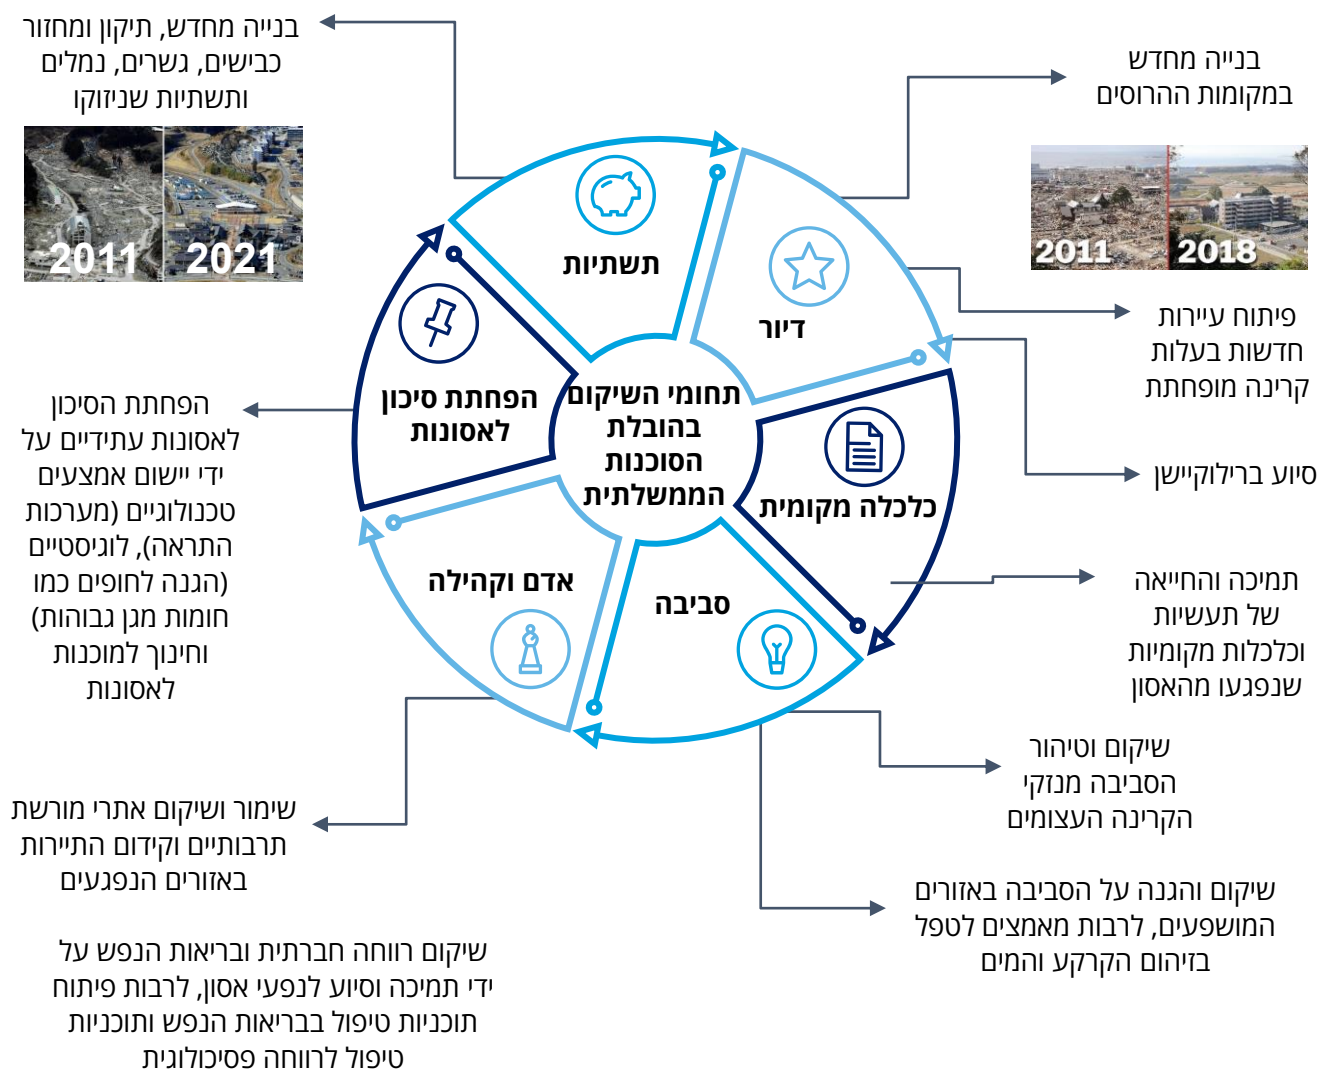 בנייה מחדש, תיקון ומחזור
כבישים, גשרים, נמלים
ותשתיות שניזוקו
2011
2021
בנייה מחדש
במקומות ההרוסים
2011
2018
תשתיות
דיור
פיתוח עיירות
חדשות בעלות
קרינה מופחתת
הפחתת סיכון
לאסונות
תחומי השיקום
בהובלת
הסוכנות
הממשלתית
כלכלה מקומית
סיוע ברילוקיישן
הפחתת הסיכון
לאסונות עתידיים על
ידי יישום אמצעים
טכנולוגיים (מערכות
התראה), לוגיסטיים
(הגנה לחופים כמו
חומות מגן גבוהות)
וחינוך למוכנות
לאסונות
אדם וקהילה
סביבה
תמיכה והחייאה
של תעשיות
וכלכלות מקומיות
שנפגעו מהאסון
שיקום וטיהור
הסביבה מנזקי
הקרינה העצומים
שימור ושיקום אתרי מורשת
תרבותיים וקידום התיירות
באזורים הנפגעים
שיקום והגנה על הסביבה באזורים
המושפעים, לרבות מאמצים לטפל
בזיהום הקרקע והמים
שיקום רווחה חברתית ובריאות הנפש על
ידי תמיכה וסיוע לנפעי אסון, לרבות פיתוח
תוכניות טיפול בבריאות הנפש ותוכניות
טיפול לרווחה פסיכולוגית